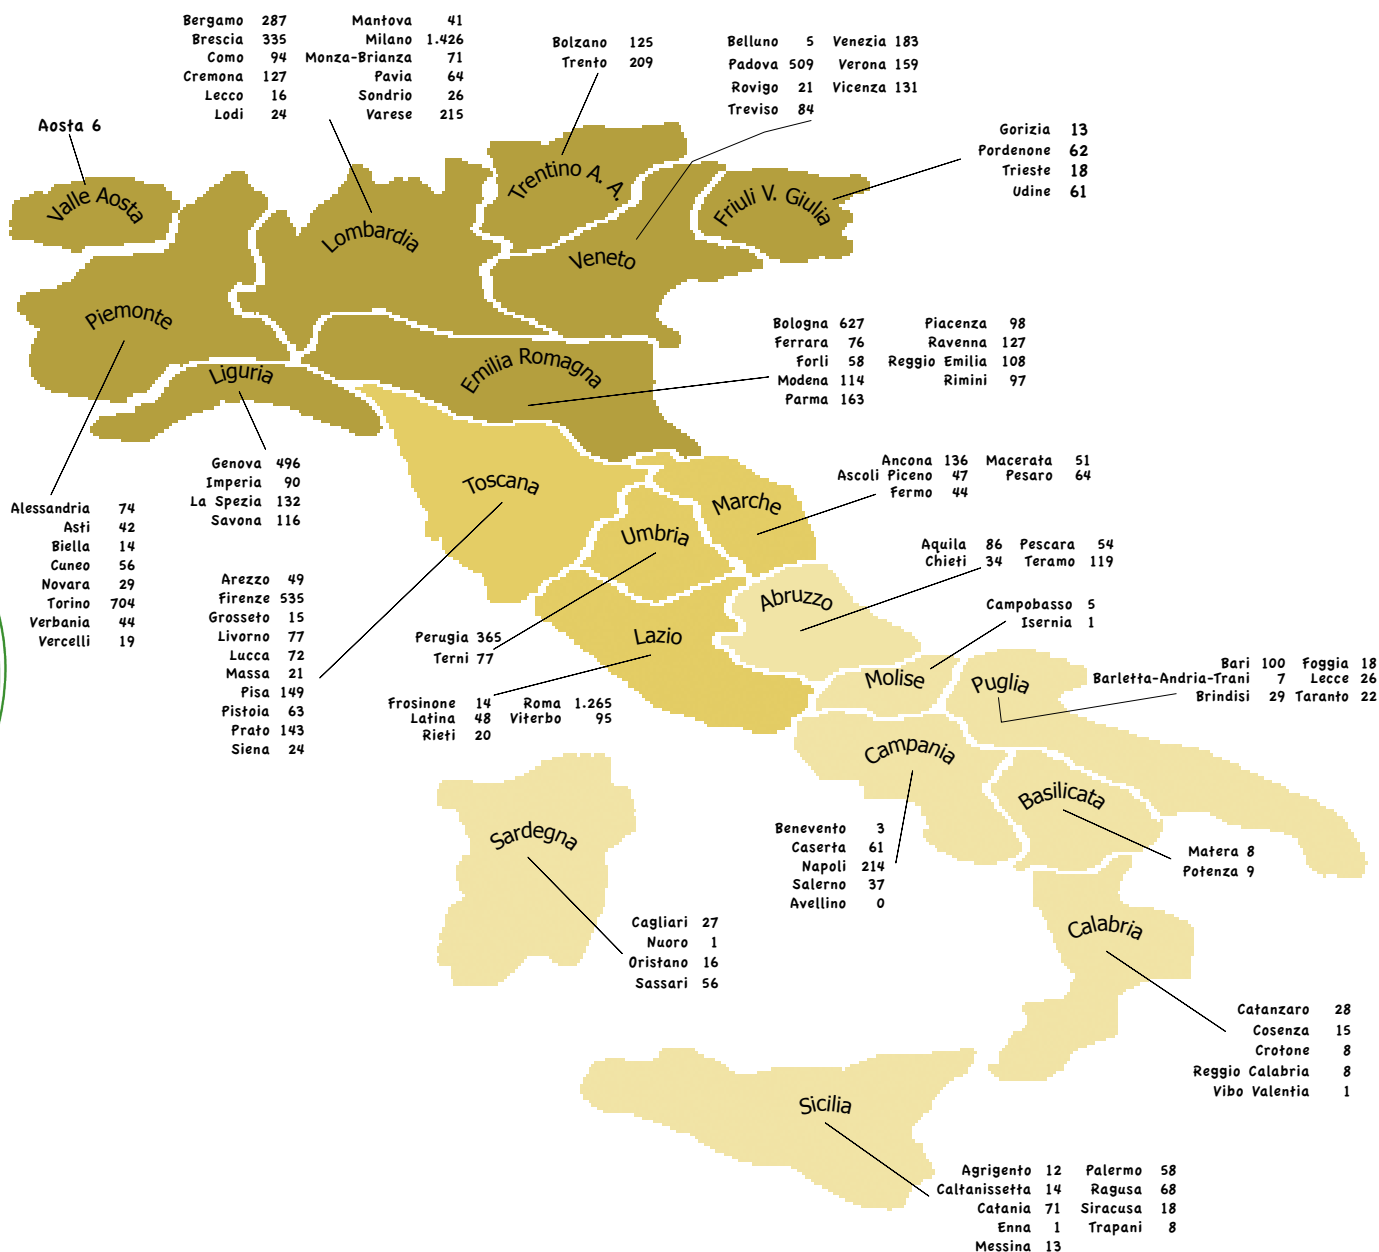 Bergamo 287 Mantova 41
Brescia 335 Milano 1.426
Como 94 Monza-Brianza 71
Cremona 127 Pavia 64
Lecco 16 Sondrio 26
Lodi 24 Varese 215
Bolzano 125
Trento 209
Belluno 5 Venezia 183
Padova 509 Verona 159
Rovigo 21 Vicenza 131
Treviso 84
Aosta 6
Gorizia 13
Pordenone 62
Trieste 18
Udine 61
Valle Aosta
Trentino A. A.
Friuli V. Giulia
Lombardia
Veneto
Piemonte
Bologna 627 Piacenza 98
Ferrara 76 Ravenna 127
Forli 58 Reggio Emilia 108
Modena 114 Rimini 97
Parma 163
Emilia Romagna
Liguria
Genova 496
Imperia 90
La Spezia 132
Savona 116
Toscana
Marche
Umbria
Ancona 136 Macerata 51
Ascoli Piceno 47 Pesaro 64
Fermo 44
Alessandria 74
Asti 42
Biella 14
Cuneo 56
Novara 29
Torino 704
Verbania 44
Vercelli 19
Aquila 86 Pescara 54
Chieti 34 Teramo 119
Arezzo 49
Firenze 535
Grosseto 15
Livorno 77
Lucca 72
Massa 21
Pisa 149
Pistoia 63
Prato 143
Siena 24
Abruzzo
Campobasso 5
Isernia 1
Perugia 365
Terni 77
Lazio
Molise
Puglia
Bari 100 Foggia 18
Barletta-Andria-Trani 7 Lecce 26
Brindisi 29 Taranto 22
Frosinone 14 Roma 1.265
Latina 48 Viterbo 95
Rieti 20
Campania
Basilicata
Sardegna
Benevento 3
Caserta 61
Napoli 214
Salerno 37
Avellino 0
Matera 8
Potenza 9
Cagliari 27
Nuoro 1
Oristano 16
Sassari 56
Calabria
Catanzaro 28
Cosenza 15
Crotone 8
Reggio Calabria 8
Vibo Valentia 1
Sicilia
Agrigento 12 Palermo 58
Caltanissetta 14 Ragusa 68
Catania 71 Siracusa 18
Enna 1 Trapani 8
Messina 13